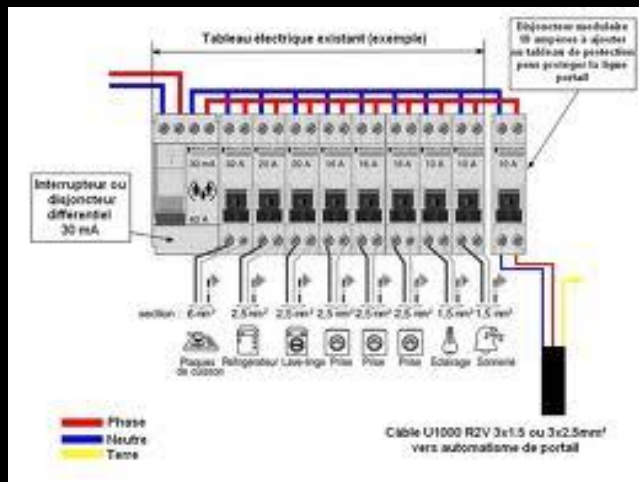 Tableau électrique existant (exemple)
Disjoncteur modulaire
10 ampères à ajouter
au tableau de protection
pour protéger la ligne
portail
30 mA
32 A
20 A
20 A
16 A
16 A
16 A
10 A
10 A
10 A
40 A
Interrupteur ou
disjoncteur
différentiel
30 mA
section : 6 mm² 2,5 mm² 2,5 mm² 2,5 mm² 2,5 mm² 2,5 mm² 1,5 mm² 1,5 mm²
Plaques
de cuisson
Réfrigérateur
Lave-linge
Prise
Prise
Prise
Eclairage
Sonnerie
Phase
Neutre
Terre
Câble U1000 R2V 3x1.5 ou 3x2.5mm²
vers automatisme de portail